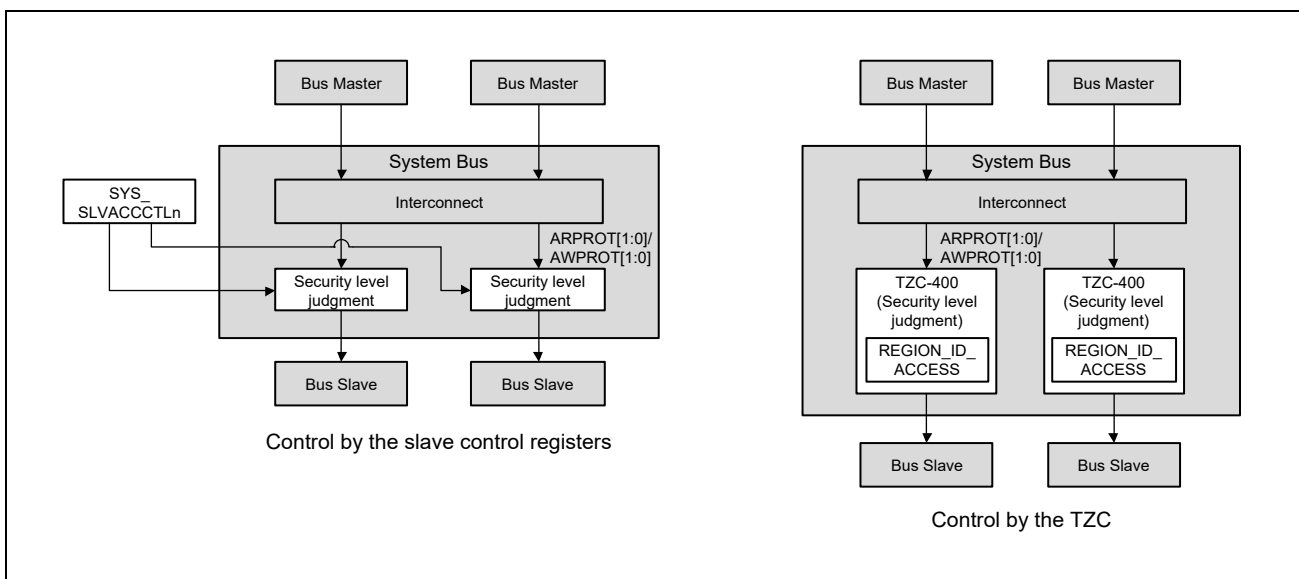 Bus Master
Bus Master
System Bus
SYS_
SLVACCCTLn
Interconnect
ARPROT[1:0]/
AWPROT[1:0]
Security level
judgment
Security level
judgment
Bus Slave
Bus Slave
Control by the slave control registers
Bus Master
Bus Master
System Bus
Interconnect
ARPROT[1:0]/
AWPROT[1:0]
TZC-400
(Security level
judgment)
REGION_ID_
ACCESS
TZC-400
(Security level
judgment)
REGION_ID_
ACCESS
Bus Slave
Bus Slave
Control by the TZC